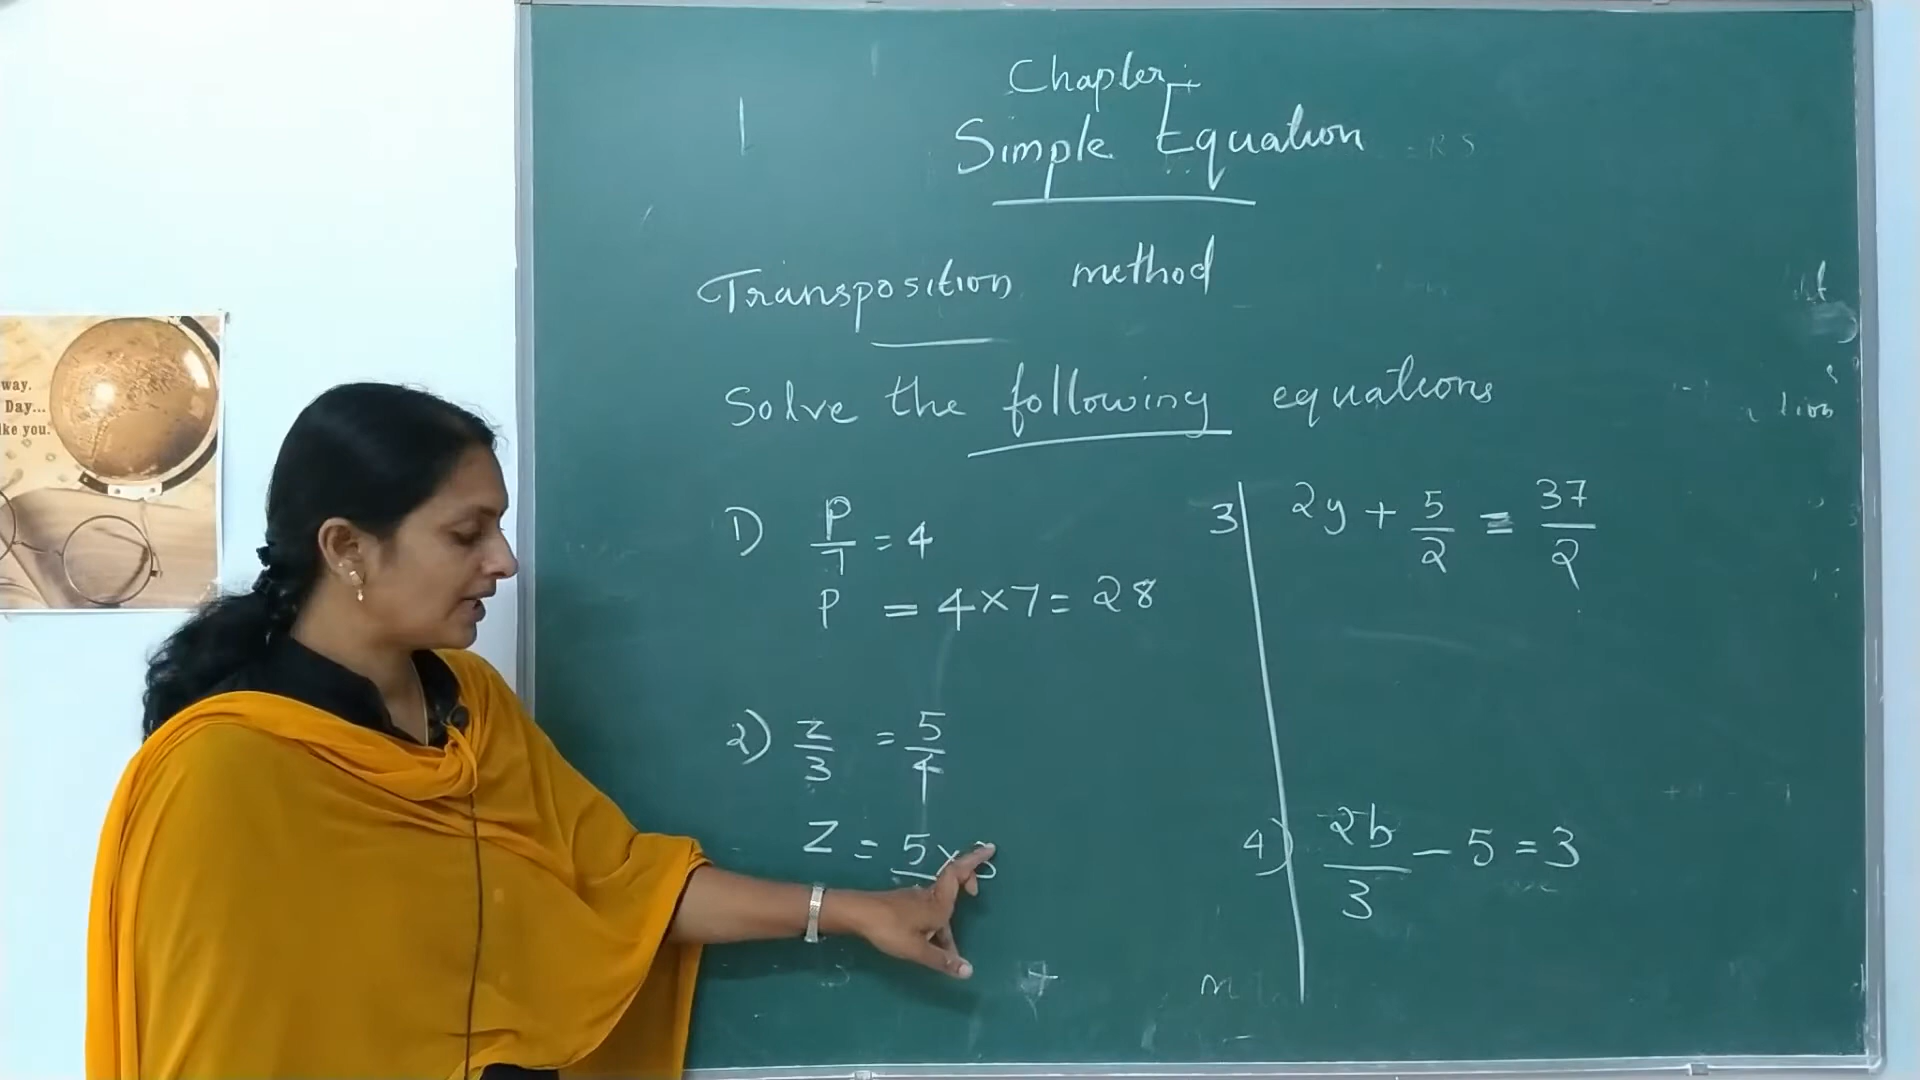 Chapter
Simple Equation
Transposition method
Solve the following equations
1) P/7 = 4
P = 4×7 = 28
2) z/3 = 5/4
Z = 5×3
3 2y + 5/2 = 37/2
4) 2b/3 – 5 = 3
way.
Day...
ke you.